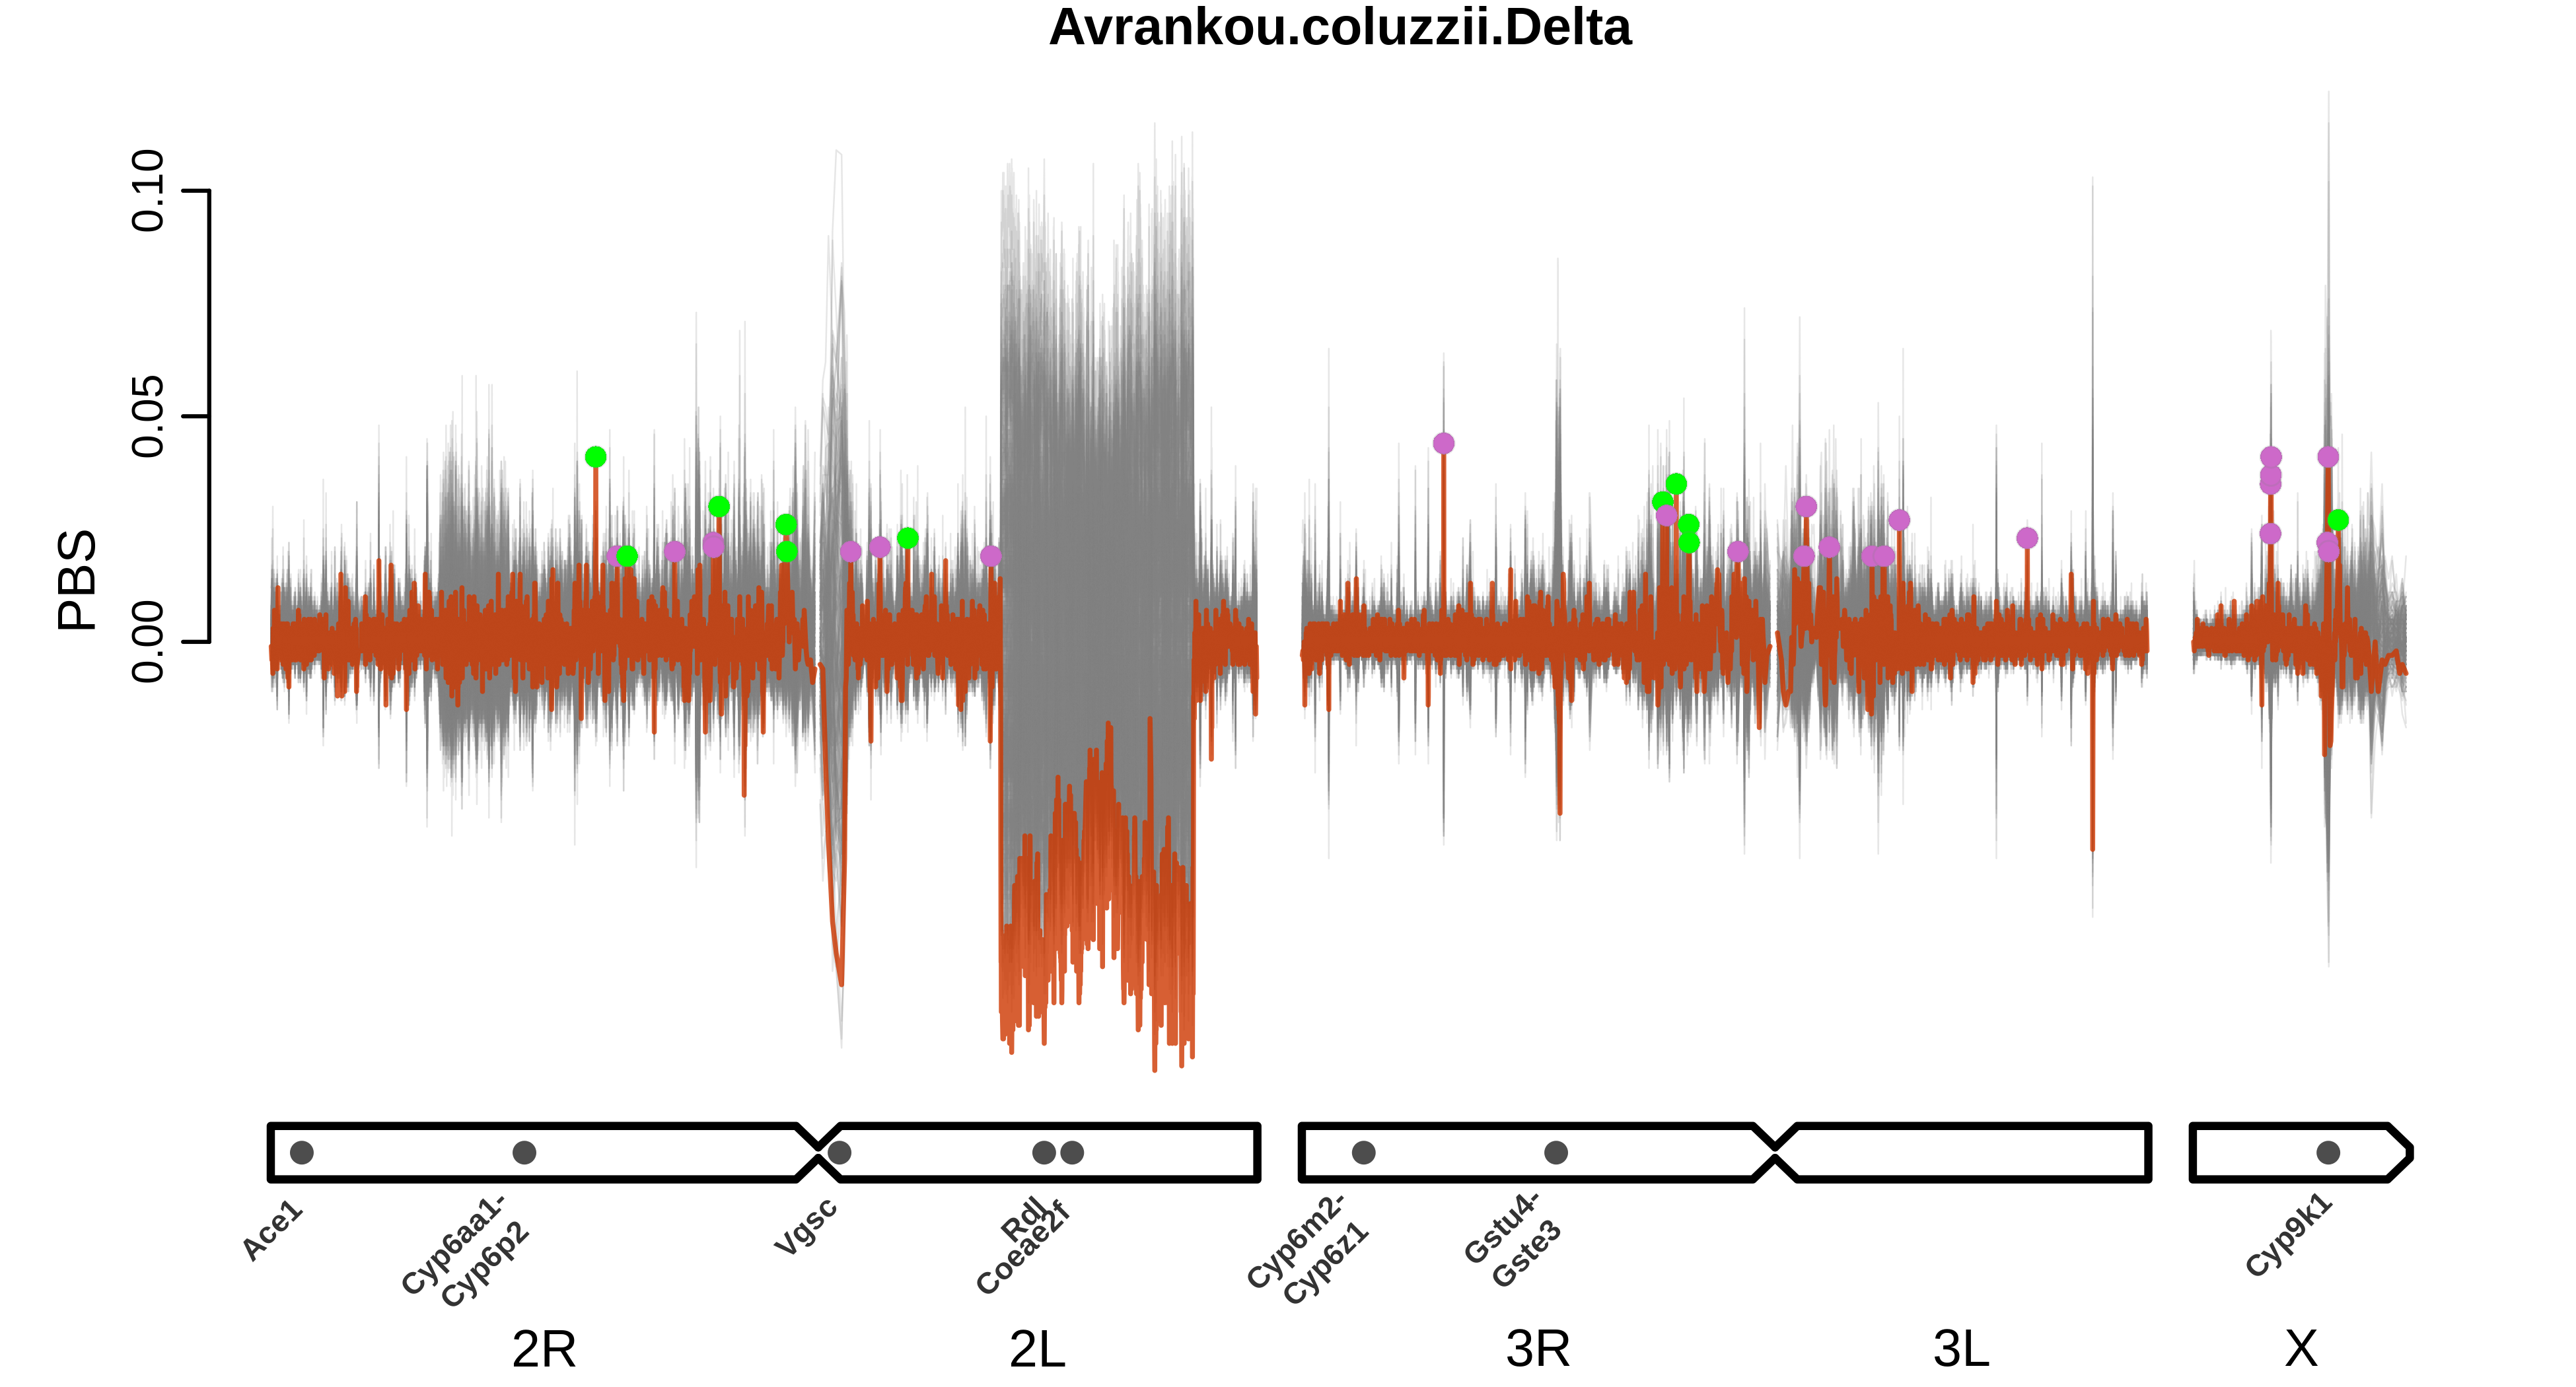 Avrankou.coluzzii.Delta
PBS
0.10
0.05
0.00
Ace1
Cyp6aa1-
Cyp6p2
Vgsc
Rdl
Coeae2f
Cyp6m2-
Cyp6z1
Gstu4-
Gste3
Cyp9k1
2R
2L
3R
3L
X